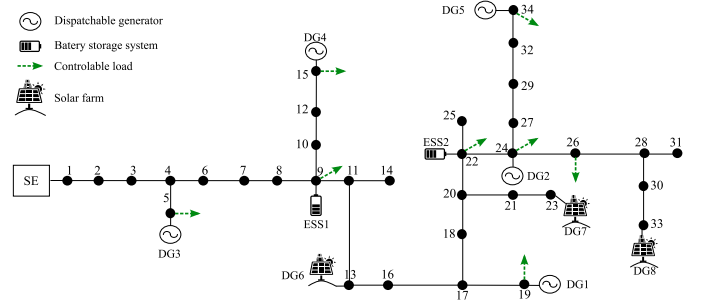 Dispatchable generator
Batery storage system
Controlable load
Solar farm
DG5
34
32
29
27
DG4
15
12
10
25
ESS2
22
24
26
28
31
DG2
SE
1
2
3
4
6
7
8
9
11
14
5
DG3
ESS1
20
21
23
DG7
30
33
DG8
18
DG6
13
16
17
19
DG1